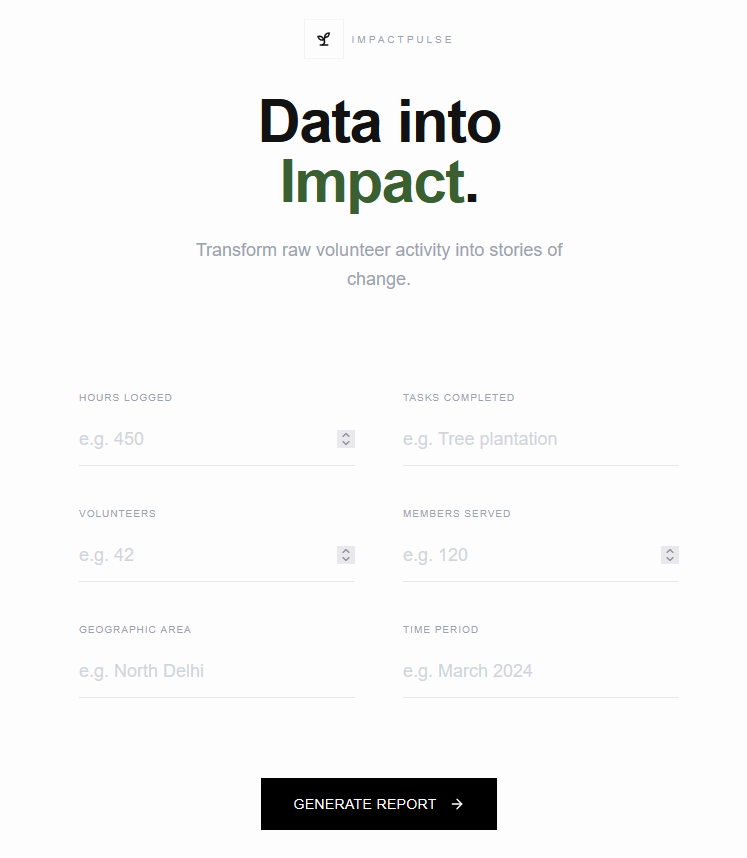 IMPACTPULSE
Data into
Impact.
Transform raw volunteer activity into stories of
change.
HOURS LOGGED
TASKS COMPLETED
e.g. 450
e.g. Tree plantation
VOLUNTEERS
MEMBERS SERVED
e.g. 42
e.g. 120
GEOGRAPHIC AREA
TIME PERIOD
e.g. North Delhi
e.g. March 2024
GENERATE REPORT